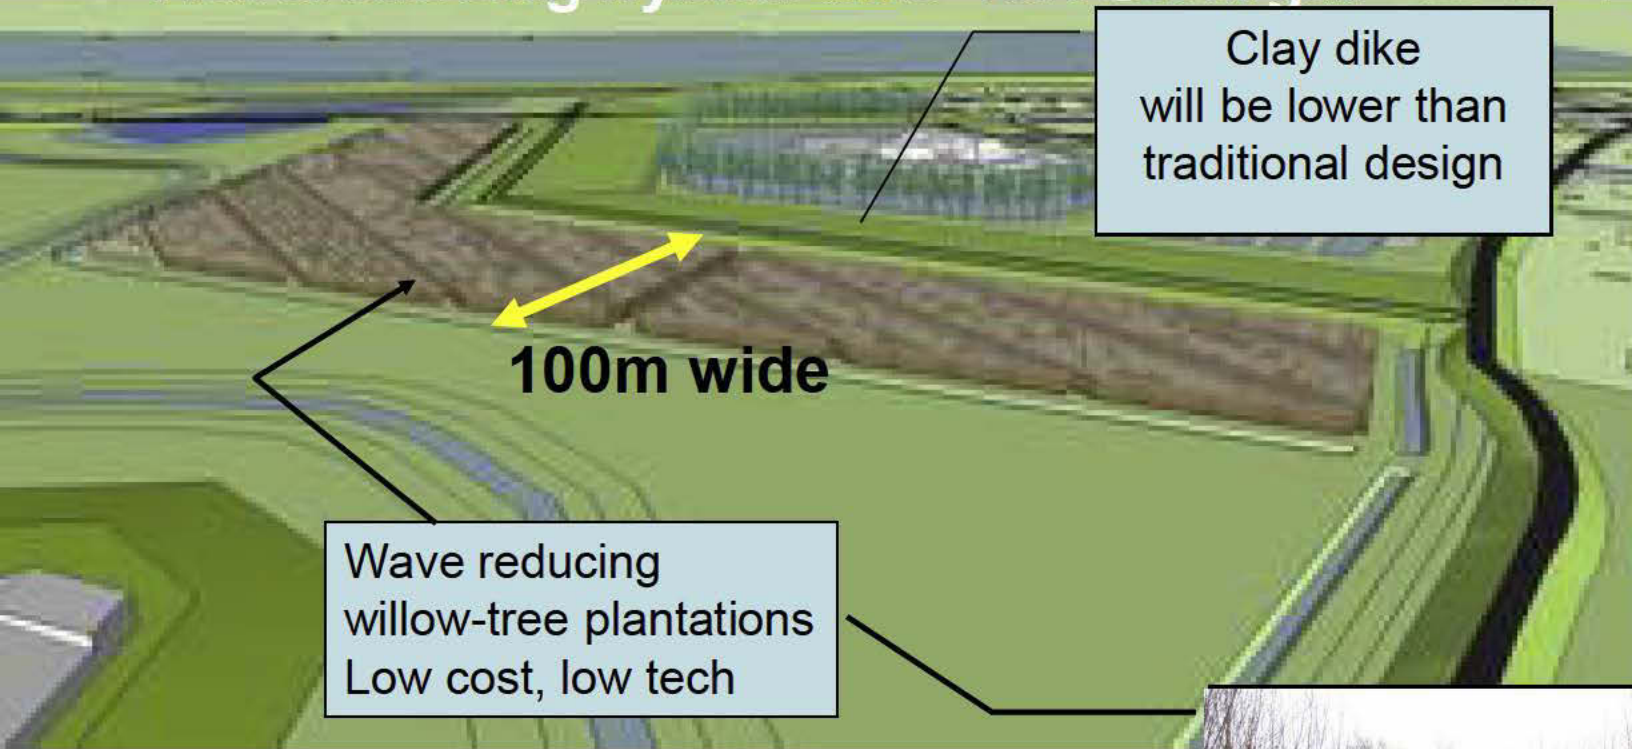 Clay dike
will be lower than
traditional design
100m wide
Wave reducing
willow-tree plantations
Low cost, low tech